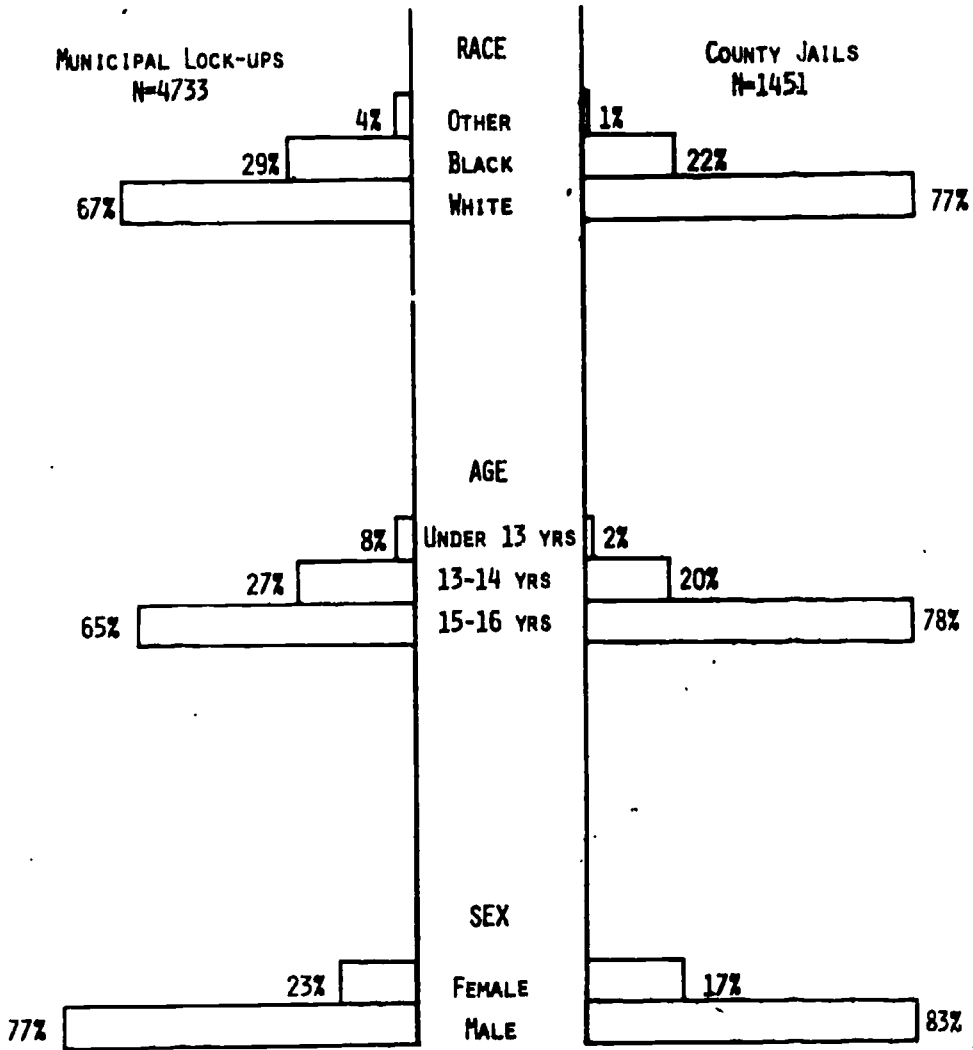 RACE
MUNICIPAL LOCK-UPS
N=4733
COUNTY JAILS
N=1451
4% OTHER 1%
29% BLACK 22%
67% WHITE 77%
AGE
8% UNDER 13 YRS 2%
27% 13-14 YRS 20%
65% 15-16 YRS 78%
SEX
23% FEMALE 17%
77% MALE 83%